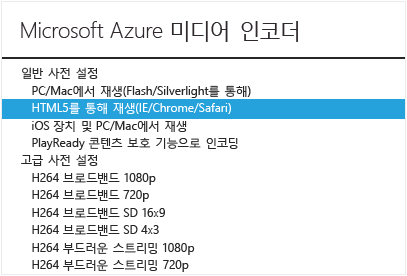 Microsoft Azure 미디어 인코더
일반 사전 설정
PC/Mac에서 재생(Flash/Silverlight를 통해)
HTML5를 통해 재생(IE/Chrome/Safari)
iOS 장치 및 PC/Mac에서 재생
PlayReady 콘텐츠 보호 기능으로 인코딩
고급 사전 설정
H264 브로드밴드 1080p
H264 브로드밴드 720p
H264 브로드밴드 SD 16x9
H264 브로드밴드 SD 4x3
H264 부드러운 스트리밍 1080p
H264 부드러운 스트리밍 720p